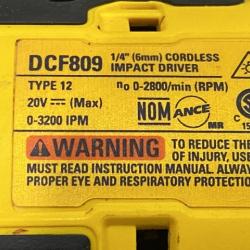 DCF809 1/4" (6mm) CORDLESS
IMPACT DRIVER
TYPE 12 n0 0-2800/min (RPM)
20V ⎓ (Max)
0-3200 IPM NOM ANCE MR
⚠ WARNING TO REDUCE THE
OF INJURY, USE
MUST READ INSTRUCTION MANUAL. ALWAYS
PROPER EYE AND RESPIRATORY PROTECTION